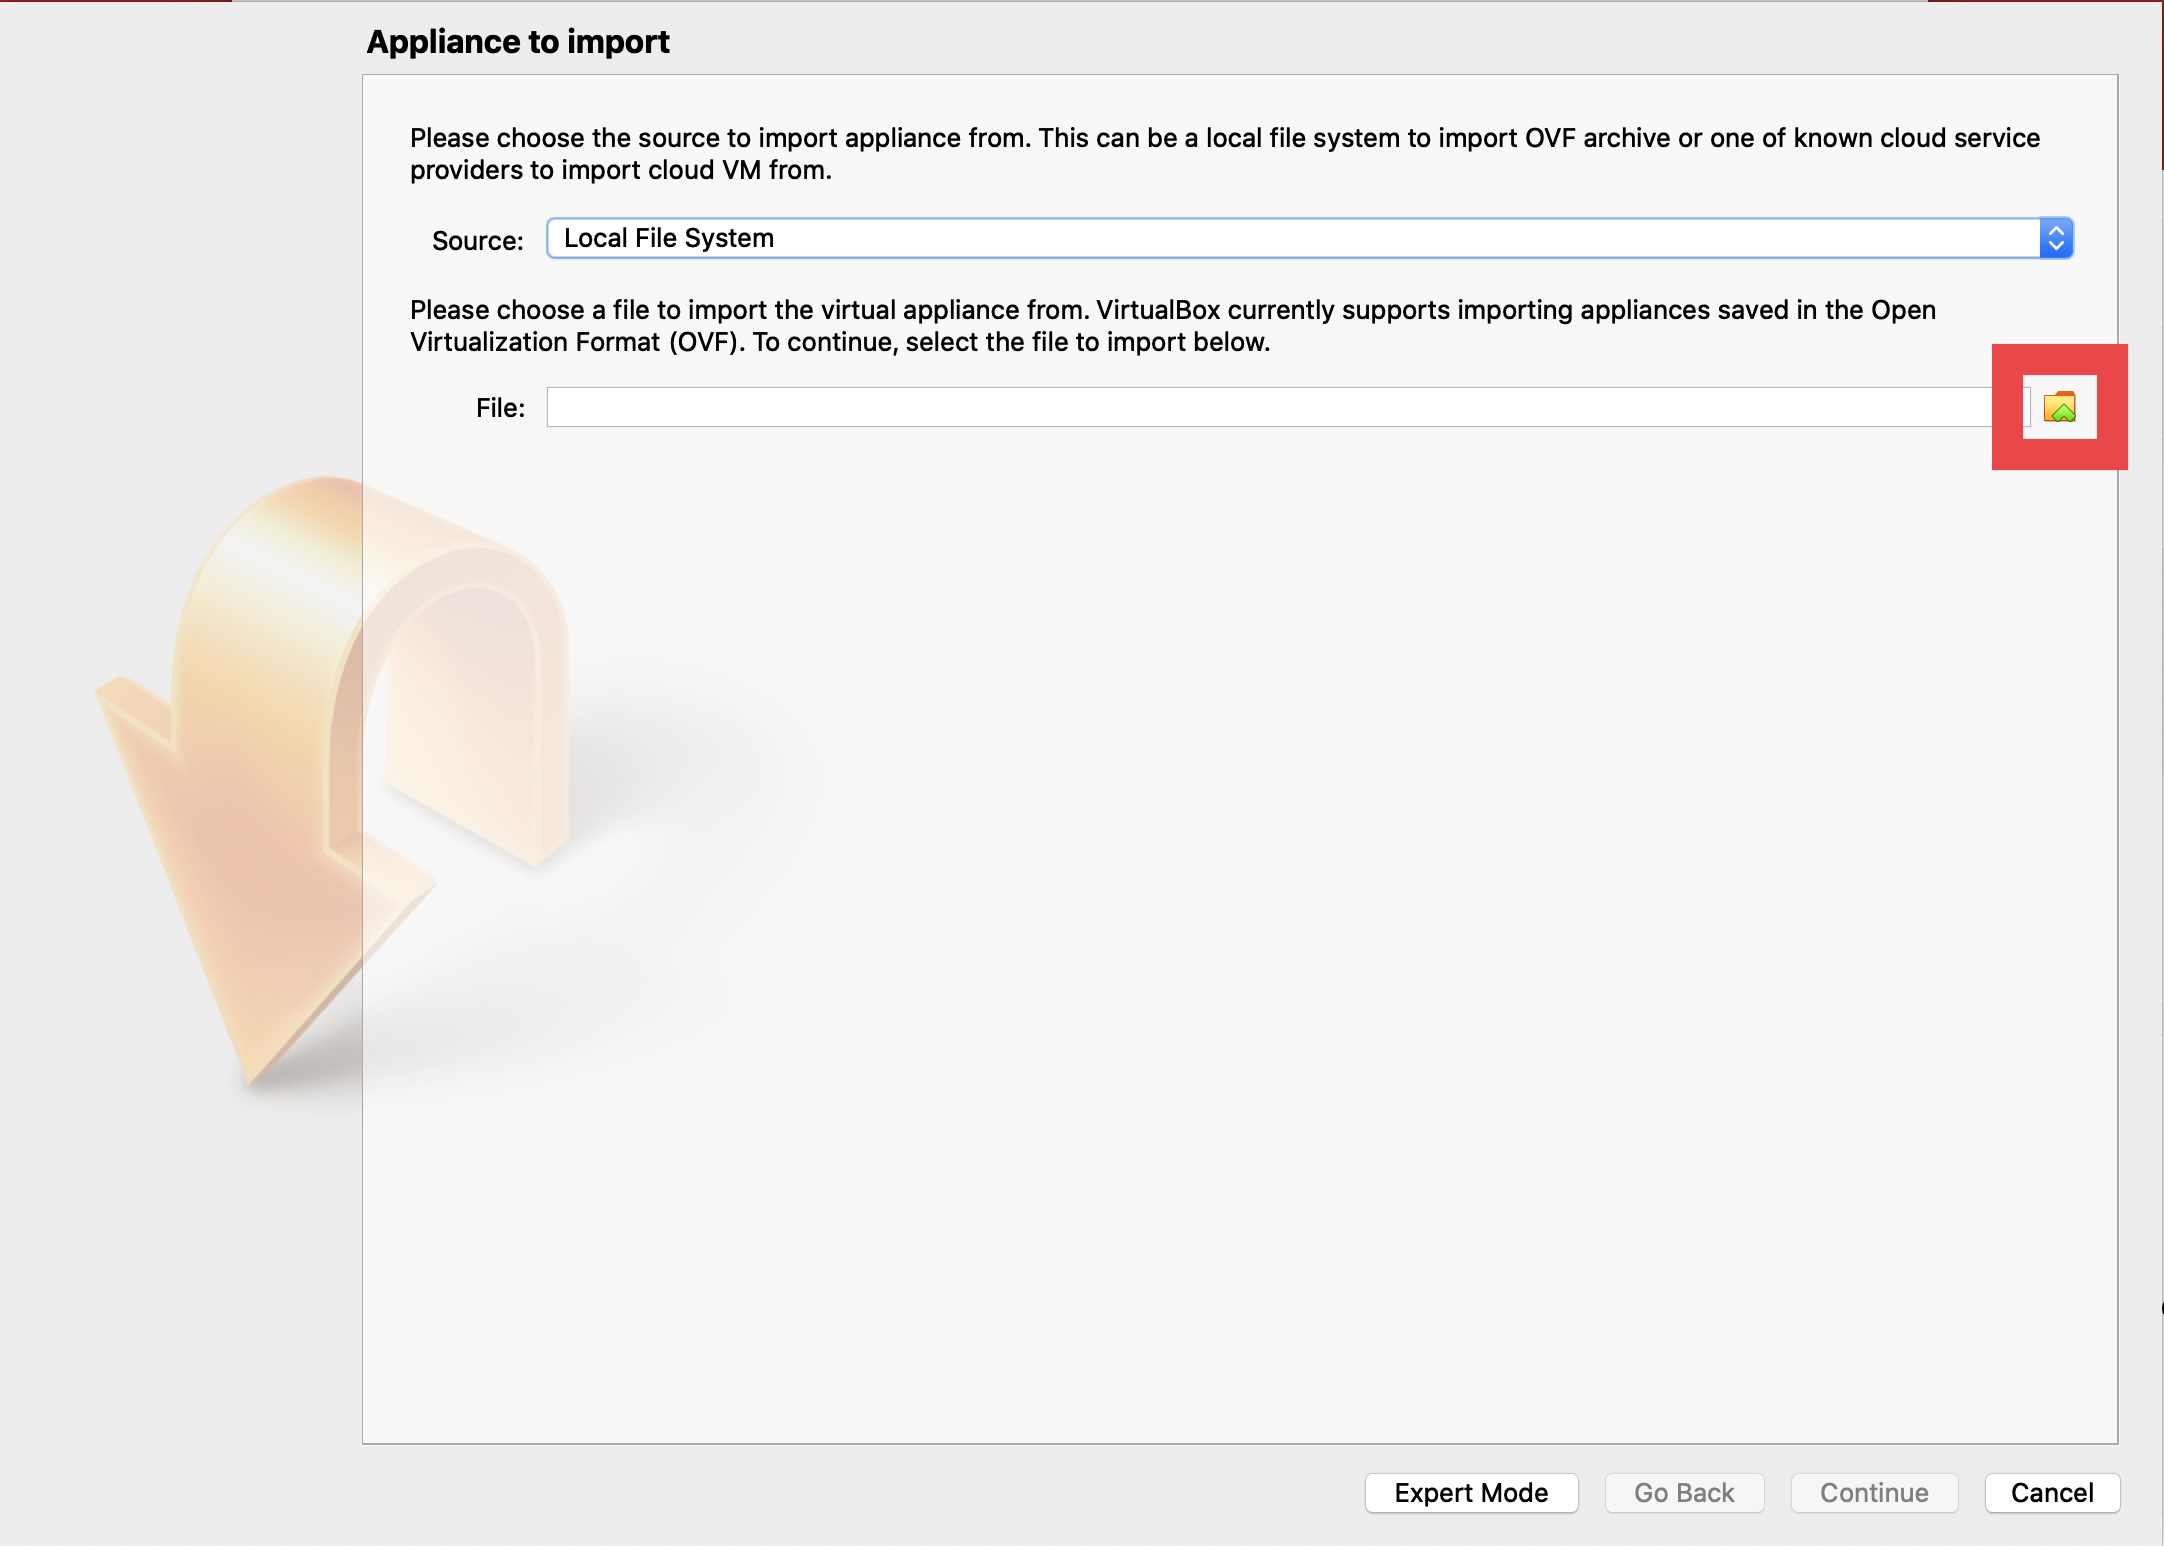 Appliance to import
Please choose the source to import appliance from. This can be a local file system to import OVF archive or one of known cloud service
providers to import cloud VM from.
Source: Local File System
Please choose a file to import the virtual appliance from. VirtualBox currently supports importing appliances saved in the Open
Virtualization Format (OVF). To continue, select the file to import below.
File:
Expert Mode Go Back Continue Cancel